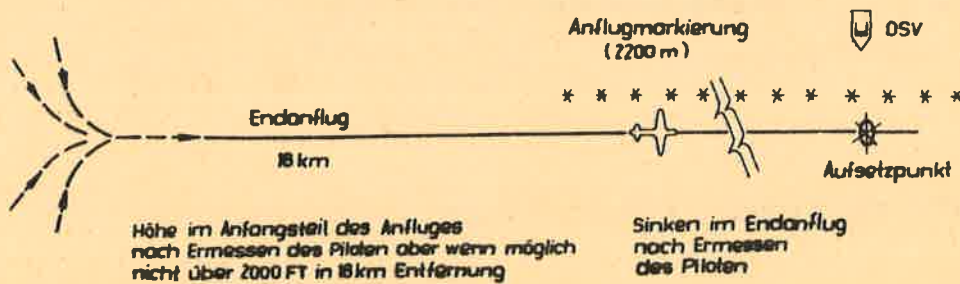 Anflugmarkierung
(2200 m)
OSV
Endanflug
18 km
Aufsetzpunkt
Höhe im Anfangsteil des Anfluges
nach Ermessen des Piloten aber wenn möglich
nicht über 2000 FT in 18 km Entfernung
Sinken im Endanflug
nach Ermessen
des Piloten